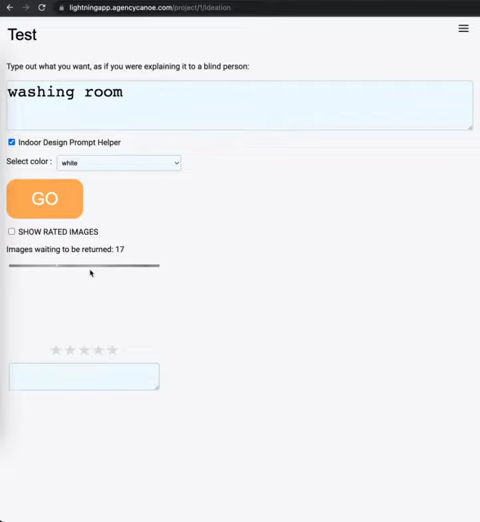 lightningapp.agencycanoe.com/project/1/ideation
Test
Type out what you want, as if you were explaining it to a blind person:
washing room
Indoor Design Prompt Helper
Select color :
white
GO
SHOW RATED IMAGES
Images waiting to be returned: 17